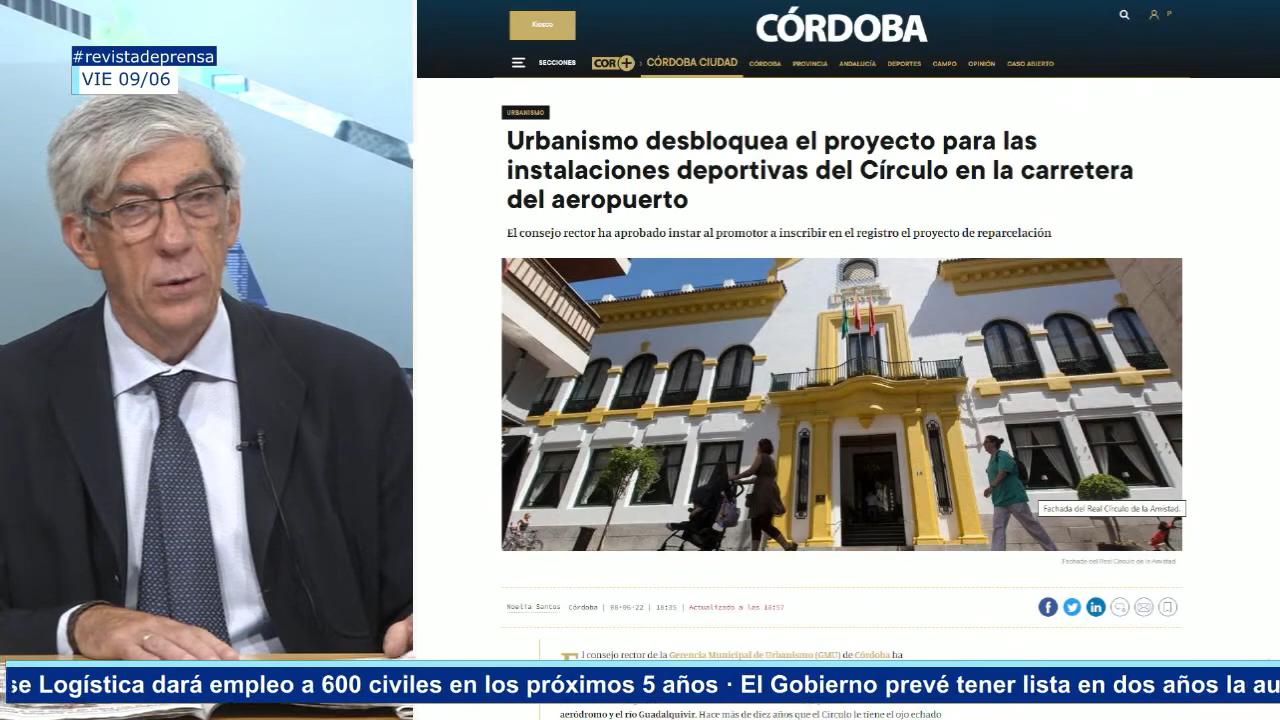 #revistadeprensa
VIE 09/06
Kiosco
CÓRDOBA
SECCIONES
COR+
CÓRDOBA CIUDAD
CÓRDOBA
PROVINCIA
ANDALUCÍA
DEPORTES
CAMPO
OPINIÓN
CASO ABIERTO
URBANISMO
Urbanismo desbloquea el proyecto para las
instalaciones deportivas del Círculo en la carretera
del aeropuerto
El consejo rector ha aprobado instar al promotor a inscribir en el registro el proyecto de reparcelación
Fachada del Real Círculo de la Amistad.
Fachada del Real Círculo de la Amistad.
Noelia Santos Córdoba | 08·06·22 | 18:35 | Actualizado a las 18:57
El consejo rector de la Gerencia Municipal de Urbanismo (GMU) de Córdoba ha
se Logística dará empleo a 600 civiles en los próximos 5 años · El Gobierno prevé tener lista en dos años la au
aeródromo y el río Guadalquivir. Hace más de diez años que el Círculo le tiene el ojo echado